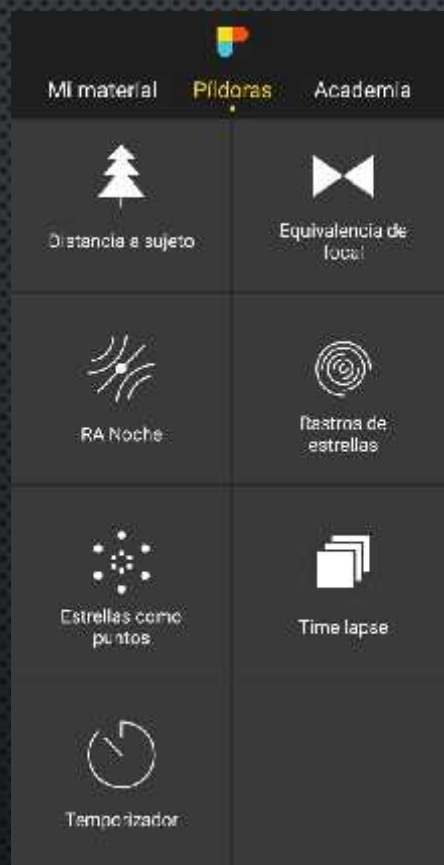 Mi material Píldoras Academia
Distancia a sujeto
Equivalencia de
focal
RA Noche
Rastros de
estrellas
Estrellas como
puntos
Time lapse
Temporizador